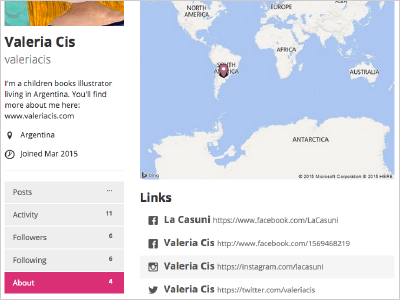 Valeria Cis
valeriacis
I'm a children books illustrator
living in Argentina. You'll find
more about me here:
www.valeriacis.com
Argentina
Joined Mar 2015
Posts ...
Activity 11
Followers 6
Following 6
About 4
NORTH
AMERICA
EUROPE
AFRICA
SOUTH
AMERICA
AUSTRALIA
ANTARCTICA
bing
© 2015 Microsoft Corporation © 2015 HERE
Links
La Casuni https://www.facebook.com/LaCasuni
Valeria Cis http://www.facebook.com/1569468219
Valeria Cis https://instagram.com/lacasuni
Valeria Cis https://twitter.com/valeriacis